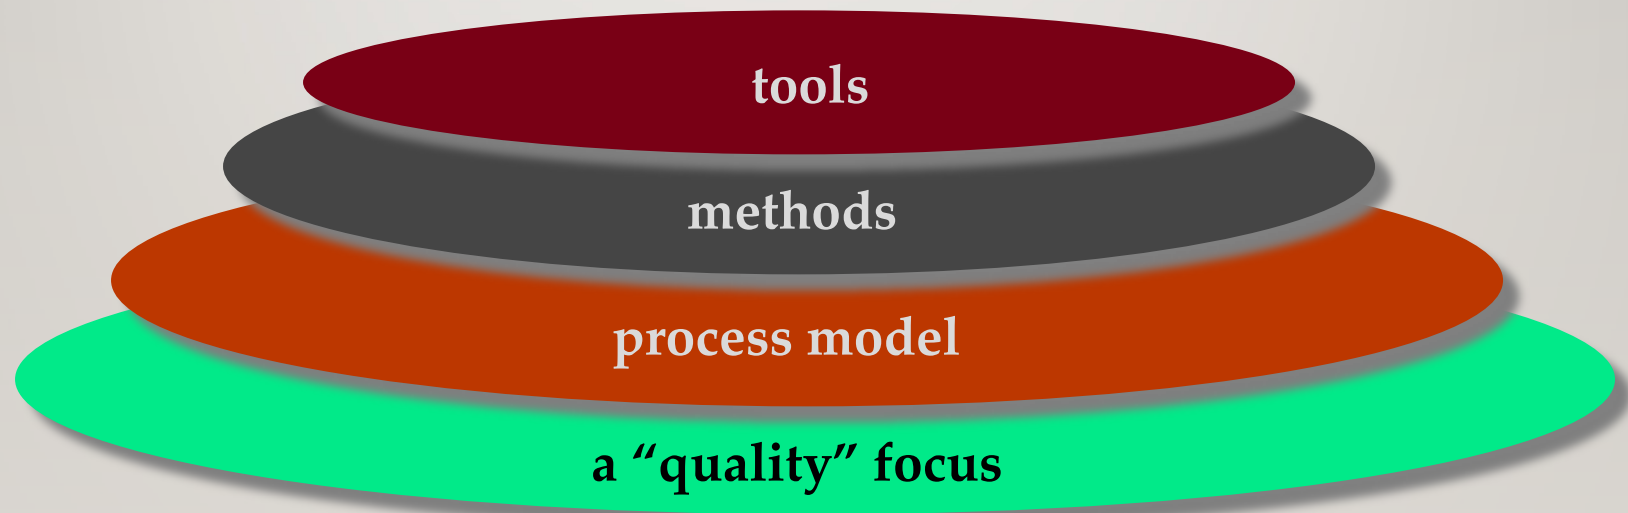 tools
methods
process model
a “quality” focus